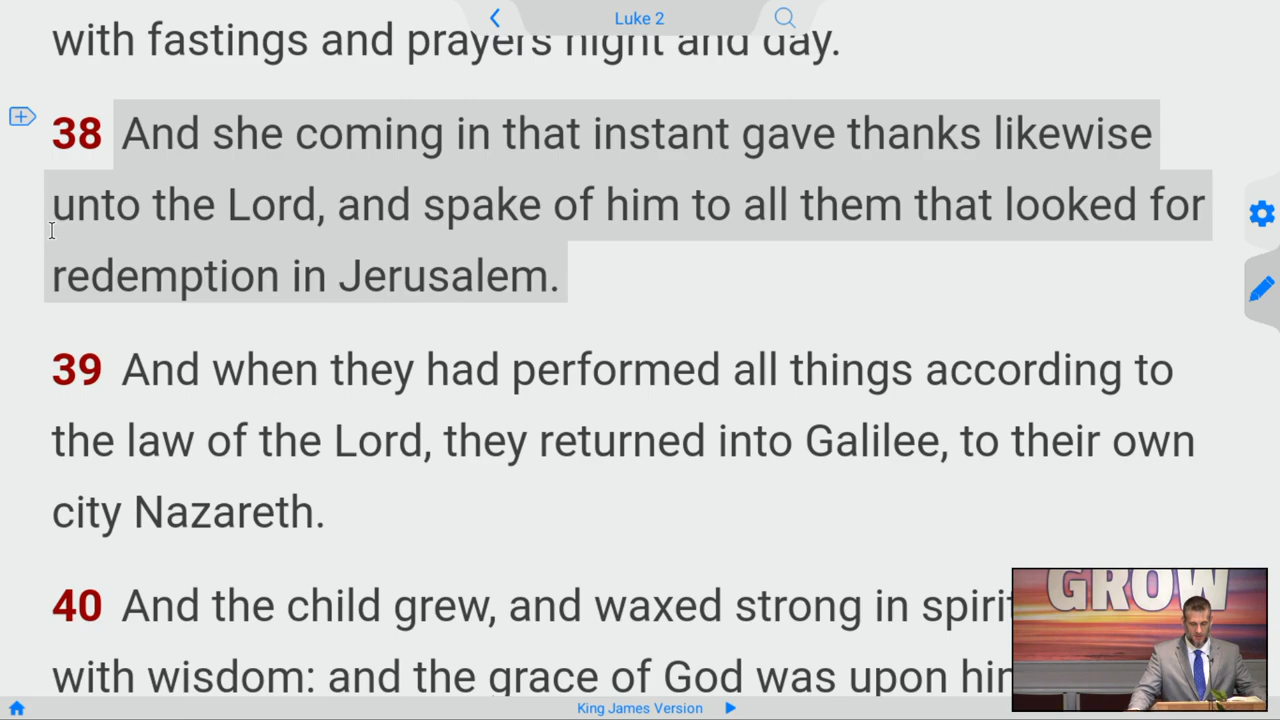 Luke 2
with fastings and prayers night and day.
38 And she coming in that instant gave thanks likewise
unto the Lord, and spake of him to all them that looked for
redemption in Jerusalem.
39 And when they had performed all things according to
the law of the Lord, they returned into Galilee, to their own
city Nazareth.
40 And the child grew, and waxed strong in
with wisdom: and the grace of God was upon
GROW
King James Version